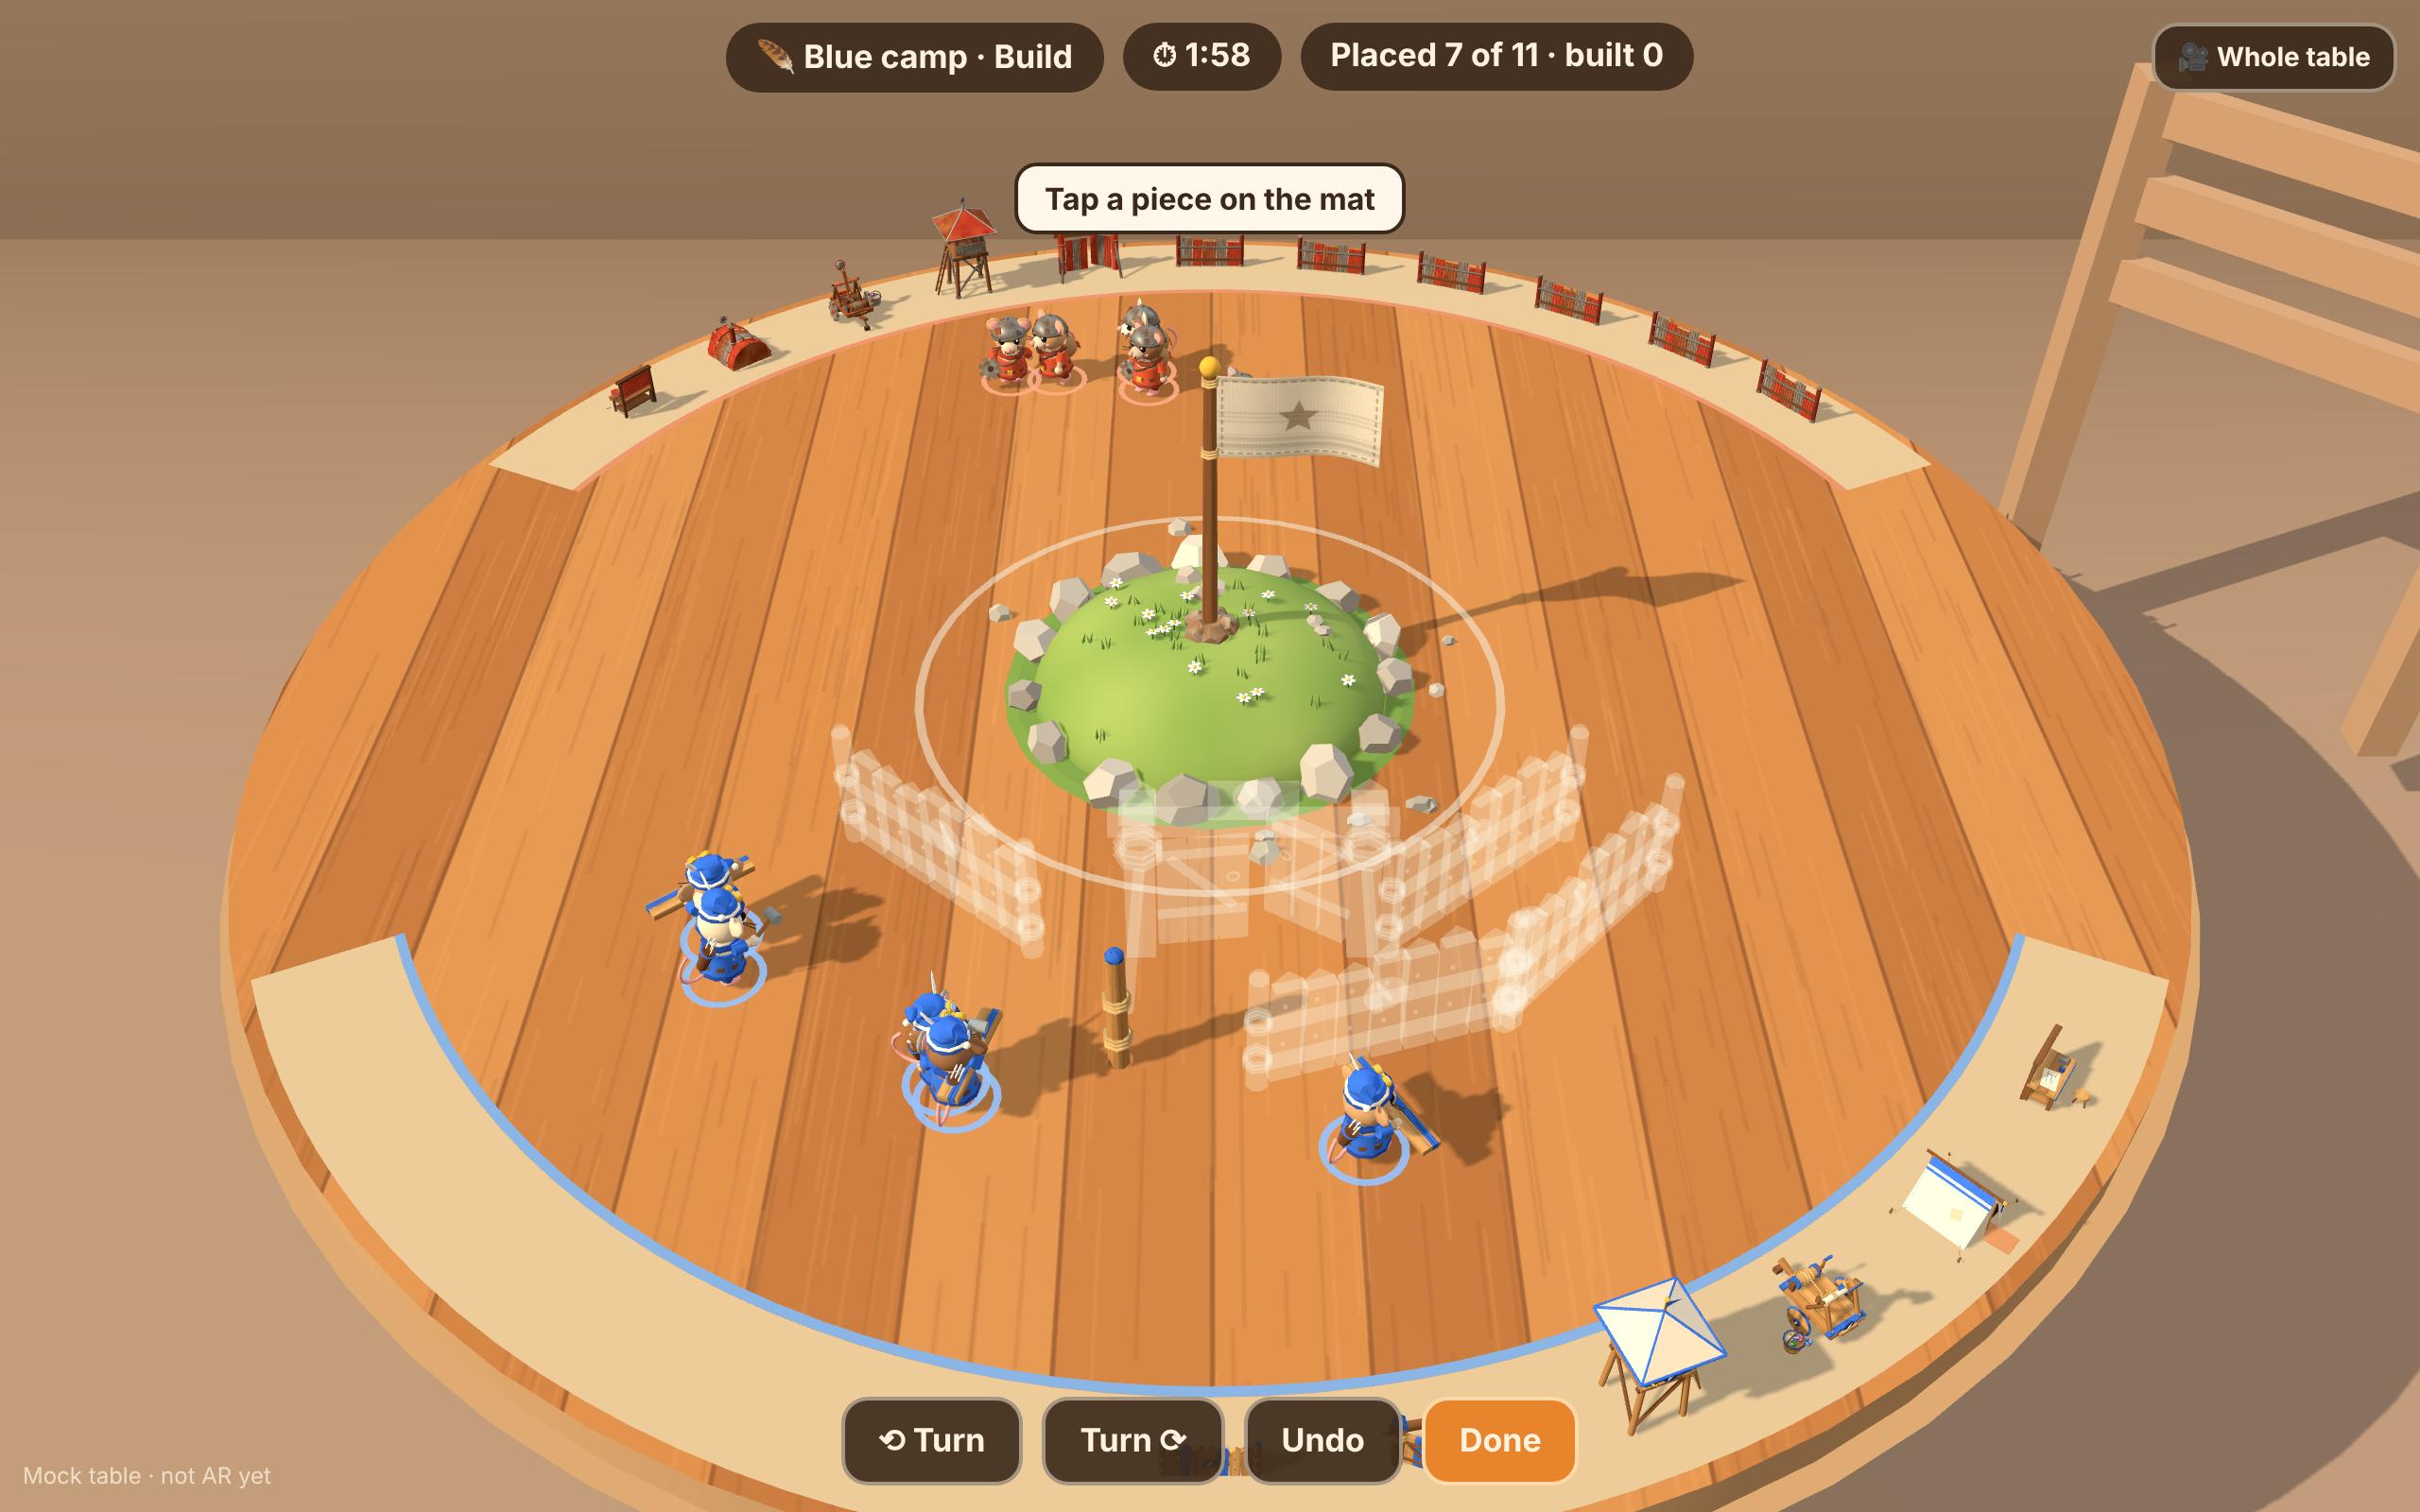 🪶 Blue camp · Build
⏱ 1:58
Placed 7 of 11 · built 0
🎥 Whole table
Tap a piece on the mat
⟲ Turn
Turn ⟳
Undo
Done
Mock table · not AR yet